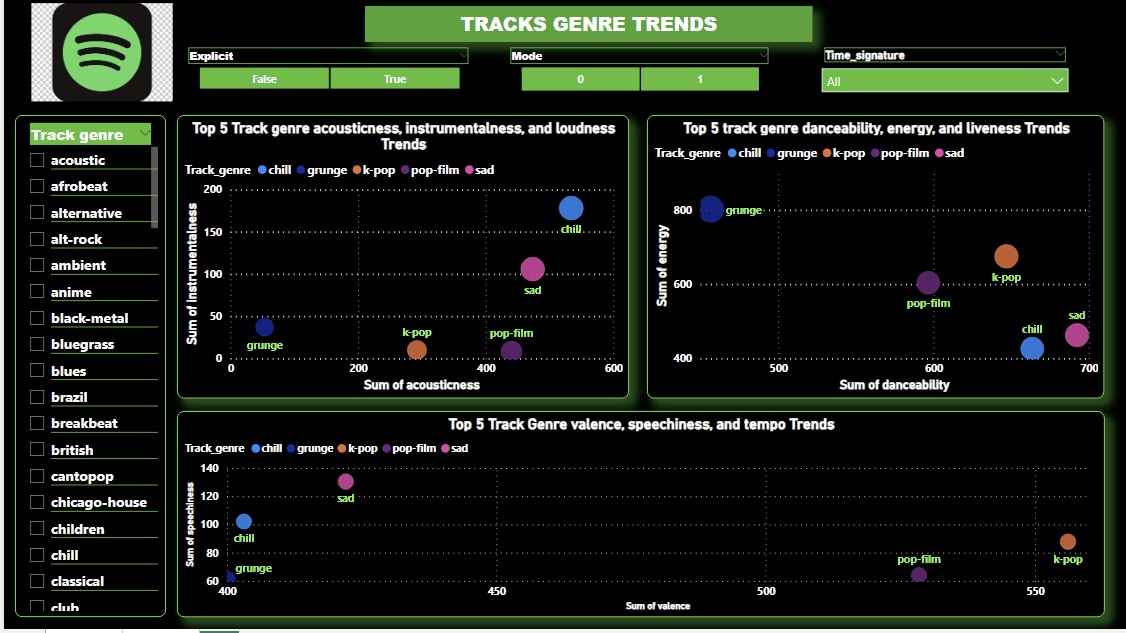 TRACKS GENRE TRENDS
Explicit
False
True
Mode
0
1
Time_signature
All
Track genre
acoustic
afrobeat
alternative
alt-rock
ambient
anime
black-metal
bluegrass
blues
brazil
breakbeat
british
cantopop
chicago-house
children
chill
classical
club
Top 5 Track genre acousticness, instrumentalness, and loudness
Trends
Track_genre chill grunge k-pop pop-film sad
Sum of instrumentalness
200
150
100
50
0
chill
sad
k-pop
pop-film
grunge
0 200 400 600
Sum of acousticness
Top 5 track genre danceability, energy, and liveness Trends
Track_genre chill grunge k-pop pop-film sad
Sum of energy
800
600
400
grunge
k-pop
pop-film
sad
chill
500 600 700
Sum of danceability
Top 5 Track Genre valence, speechiness, and tempo Trends
Track_genre chill grunge k-pop pop-film sad
Sum of speechiness
140
120
100
80
60
sad
chill
pop-film
k-pop
grunge
400 450 500 550
Sum of valence